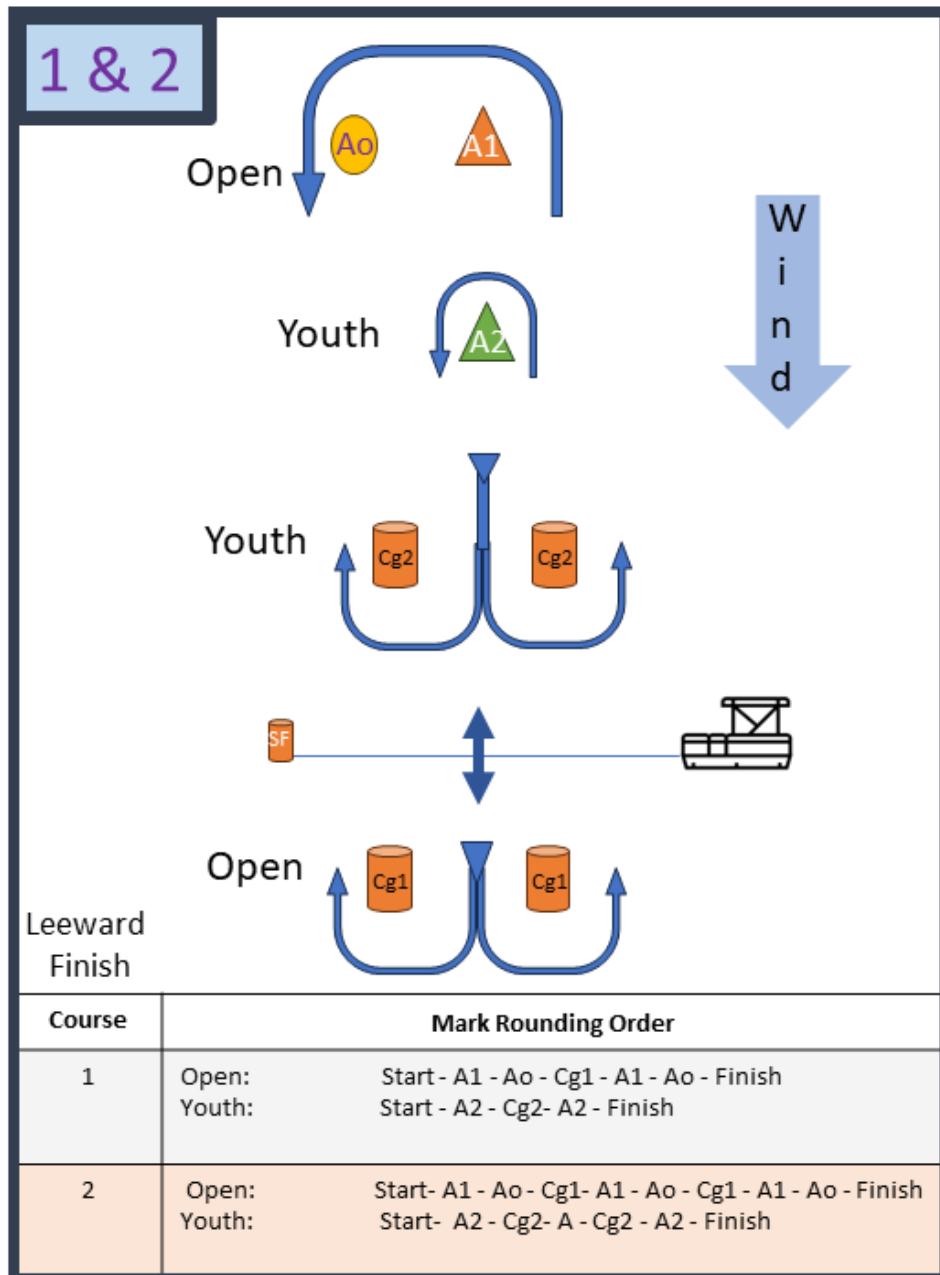 1 & 2
Ao
A1
Open
W
i
n
d
A2
Youth
Youth
Cg2
Cg2
SF
Open
Cg1
Cg1
Leeward
Finish
Course
Mark Rounding Order
1
Open: Start - A1 - Ao - Cg1 - A1 - Ao - Finish
Youth: Start - A2 - Cg2- A2 - Finish
2
Open: Start- A1 - Ao - Cg1- A1 - Ao - Cg1 - A1 - Ao - Finish
Youth: Start- A2 - Cg2- A - Cg2 - A2 - Finish